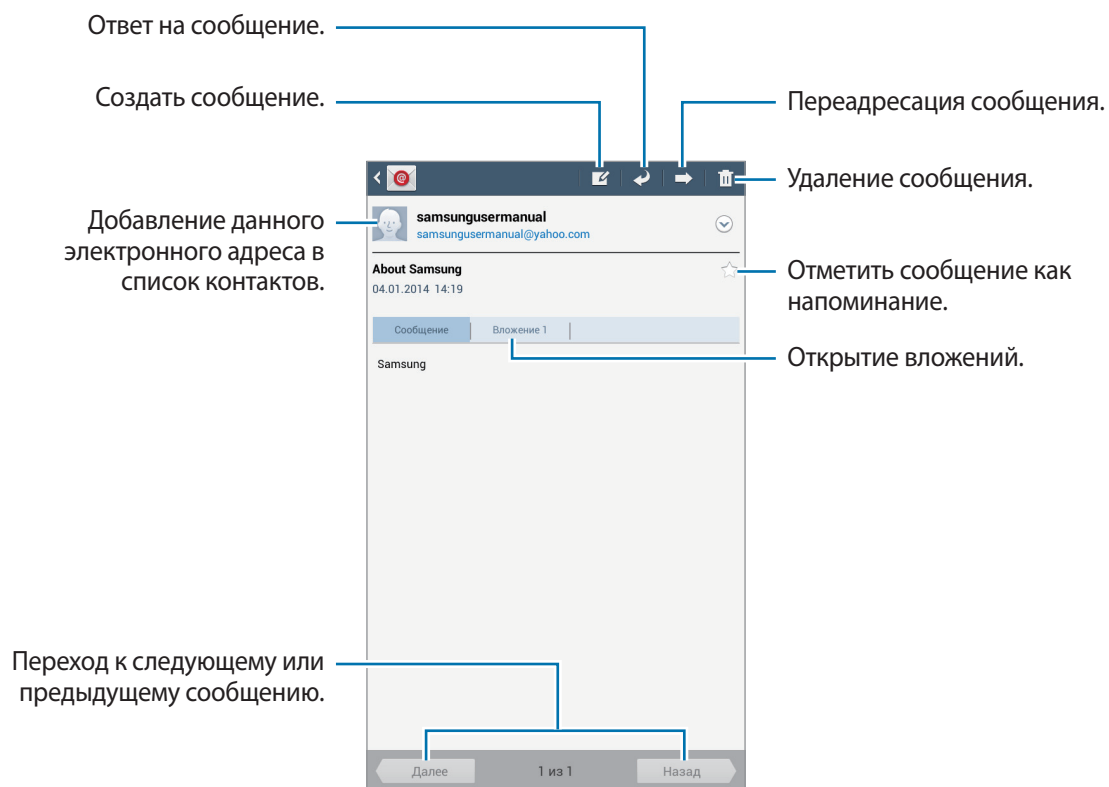 Ответ на сообщение.
Создать сообщение.
Переадресация сообщения.
Удаление сообщения.
Добавление данного
электронного адреса в
список контактов.
samsungusermanual
samsungusermanual@yahoo.com
About Samsung
04.01.2014 14:19
Отметить сообщение как
напоминание.
Сообщение
Вложение 1
Открытие вложений.
Samsung
Переход к следующему или
предыдущему сообщению.
Далее
1 из 1
Назад